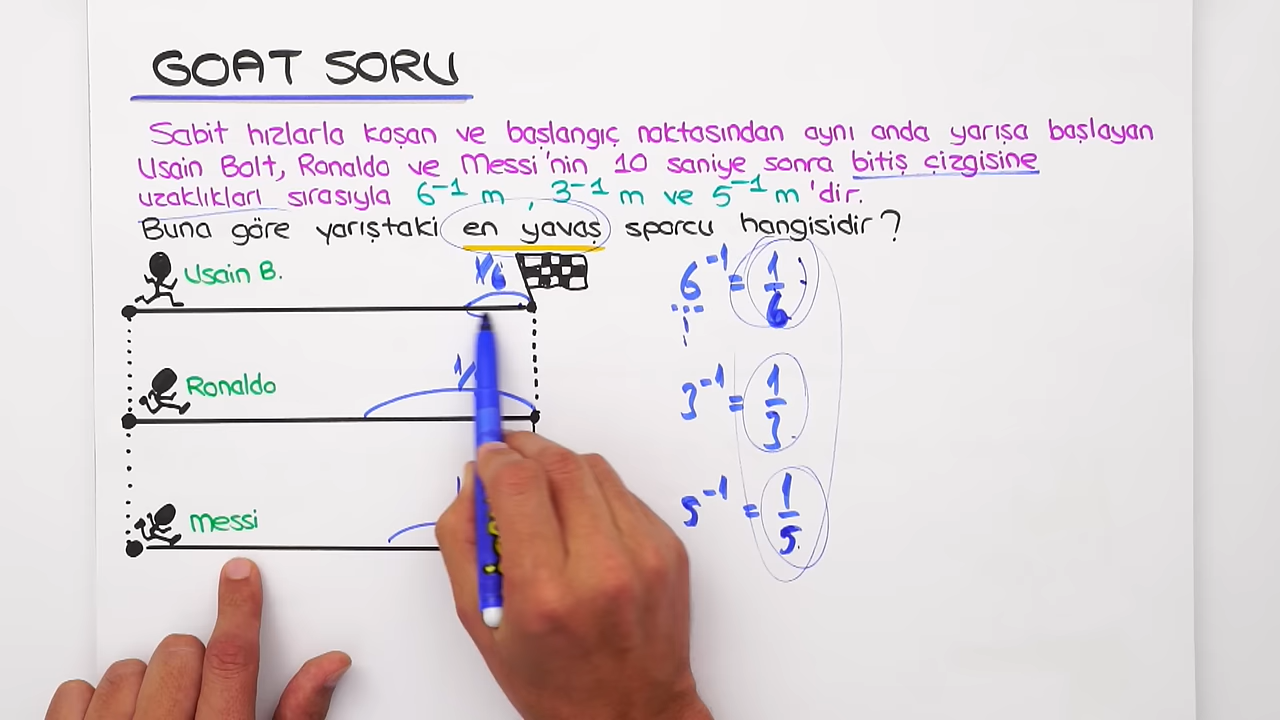 GOAT SORU
Sabit hızlarla koşan ve başlangıç noktasından aynı anda yarışa başlayan
Usain Bolt, Ronaldo ve Messi'nin 10 saniye sonra bitiş çizgisine
uzaklıkları sırasıyla 6⁻¹ m, 3⁻¹ m ve 5⁻¹ m'dir.
Buna göre yarıştaki en yavaş sporcu hangisidir?
Usain B.
1/6
6⁻¹ = 1/6
Ronaldo
3⁻¹ = 1/3
Messi
5⁻¹ = 1/5